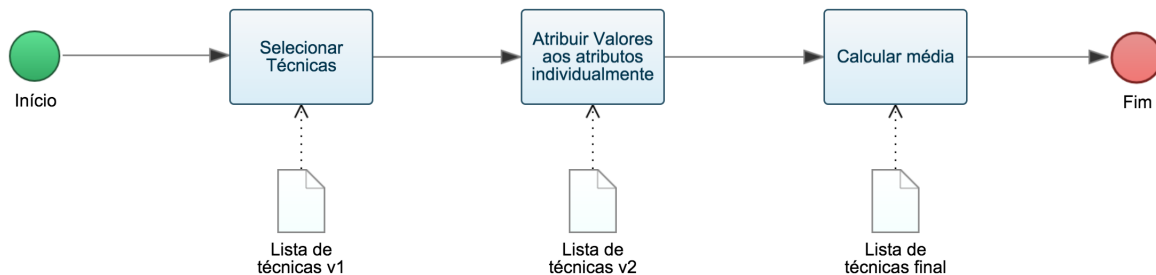 Início
Selecionar
Técnicas
Atribuir Valores
aos atributos
individualmente
Calcular média
Fim
Lista de
técnicas v1
Lista de
técnicas v2
Lista de
técnicas final